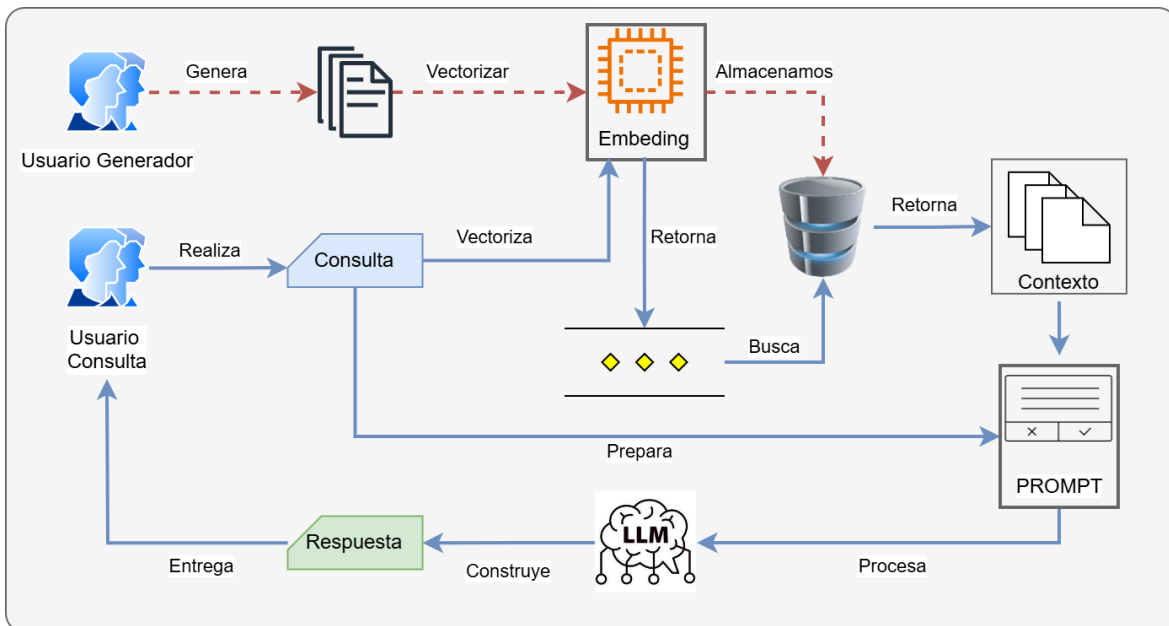 Genera
Vectorizar
Almacenamos
Embeding
Usuario Generador
Retorna
Realiza
Consulta
Vectoriza
Retorna
Contexto
Usuario
Consulta
Busca
Prepara
PROMPT
LLM
Respuesta
Entrega
Construye
Procesa